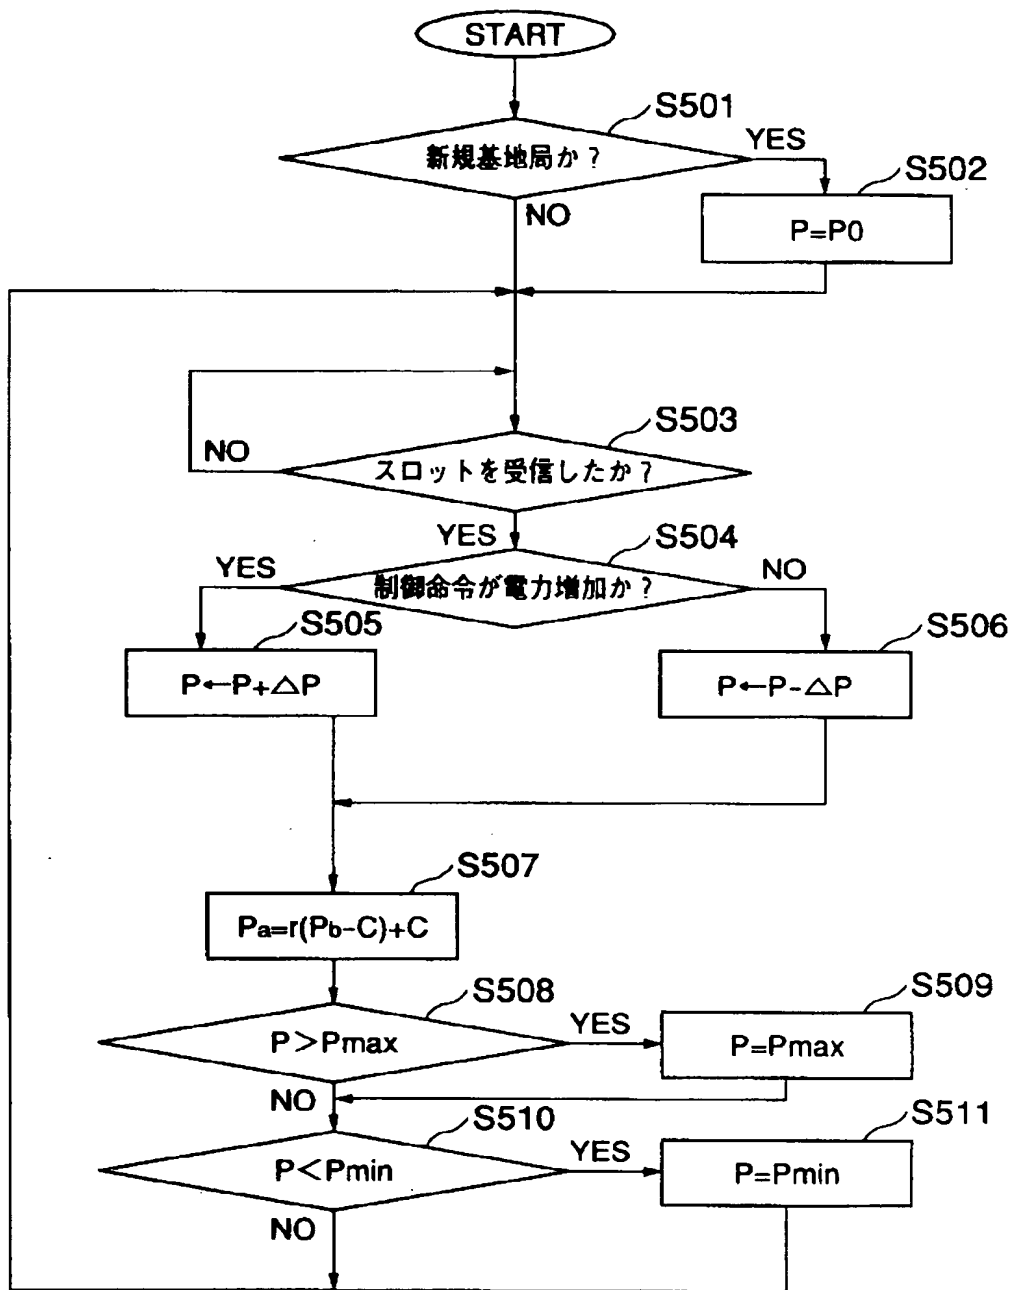 START
S501
新規基地局か？
YES
NO
S502
P=P0
S503
スロットを受信したか？
NO
YES
S504
制御命令が電力増加か？
YES
NO
S505
P←P+△P
S506
P←P-△P
S507
Pa=r(Pb-C)+C
S508
P＞Pmax
YES
NO
S509
P=Pmax
S510
P＜Pmin
YES
NO
S511
P=Pmin